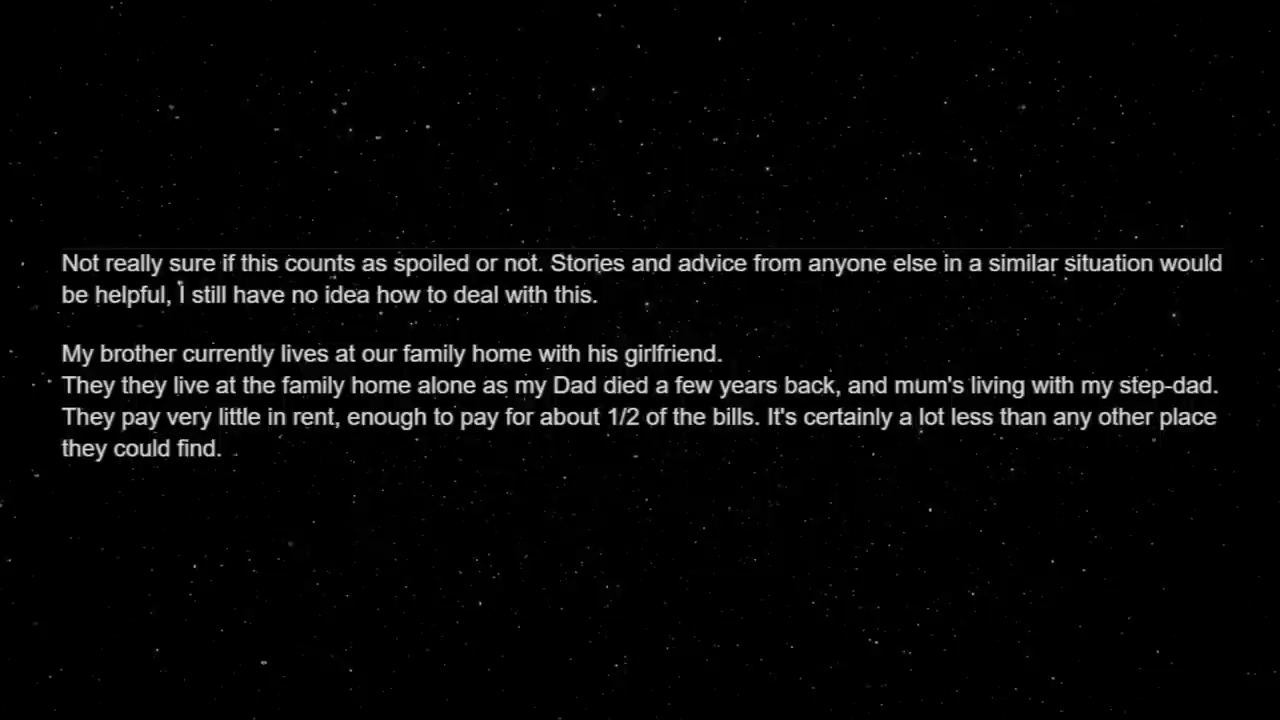 Not really sure if this counts as spoiled or not. Stories and advice from anyone else in a similar situation would
be helpful, I still have no idea how to deal with this.
My brother currently lives at our family home with his girlfriend.
They they live at the family home alone as my Dad died a few years back, and mum's living with my step-dad.
They pay very little in rent, enough to pay for about 1/2 of the bills. It's certainly a lot less than any other place
they could find.